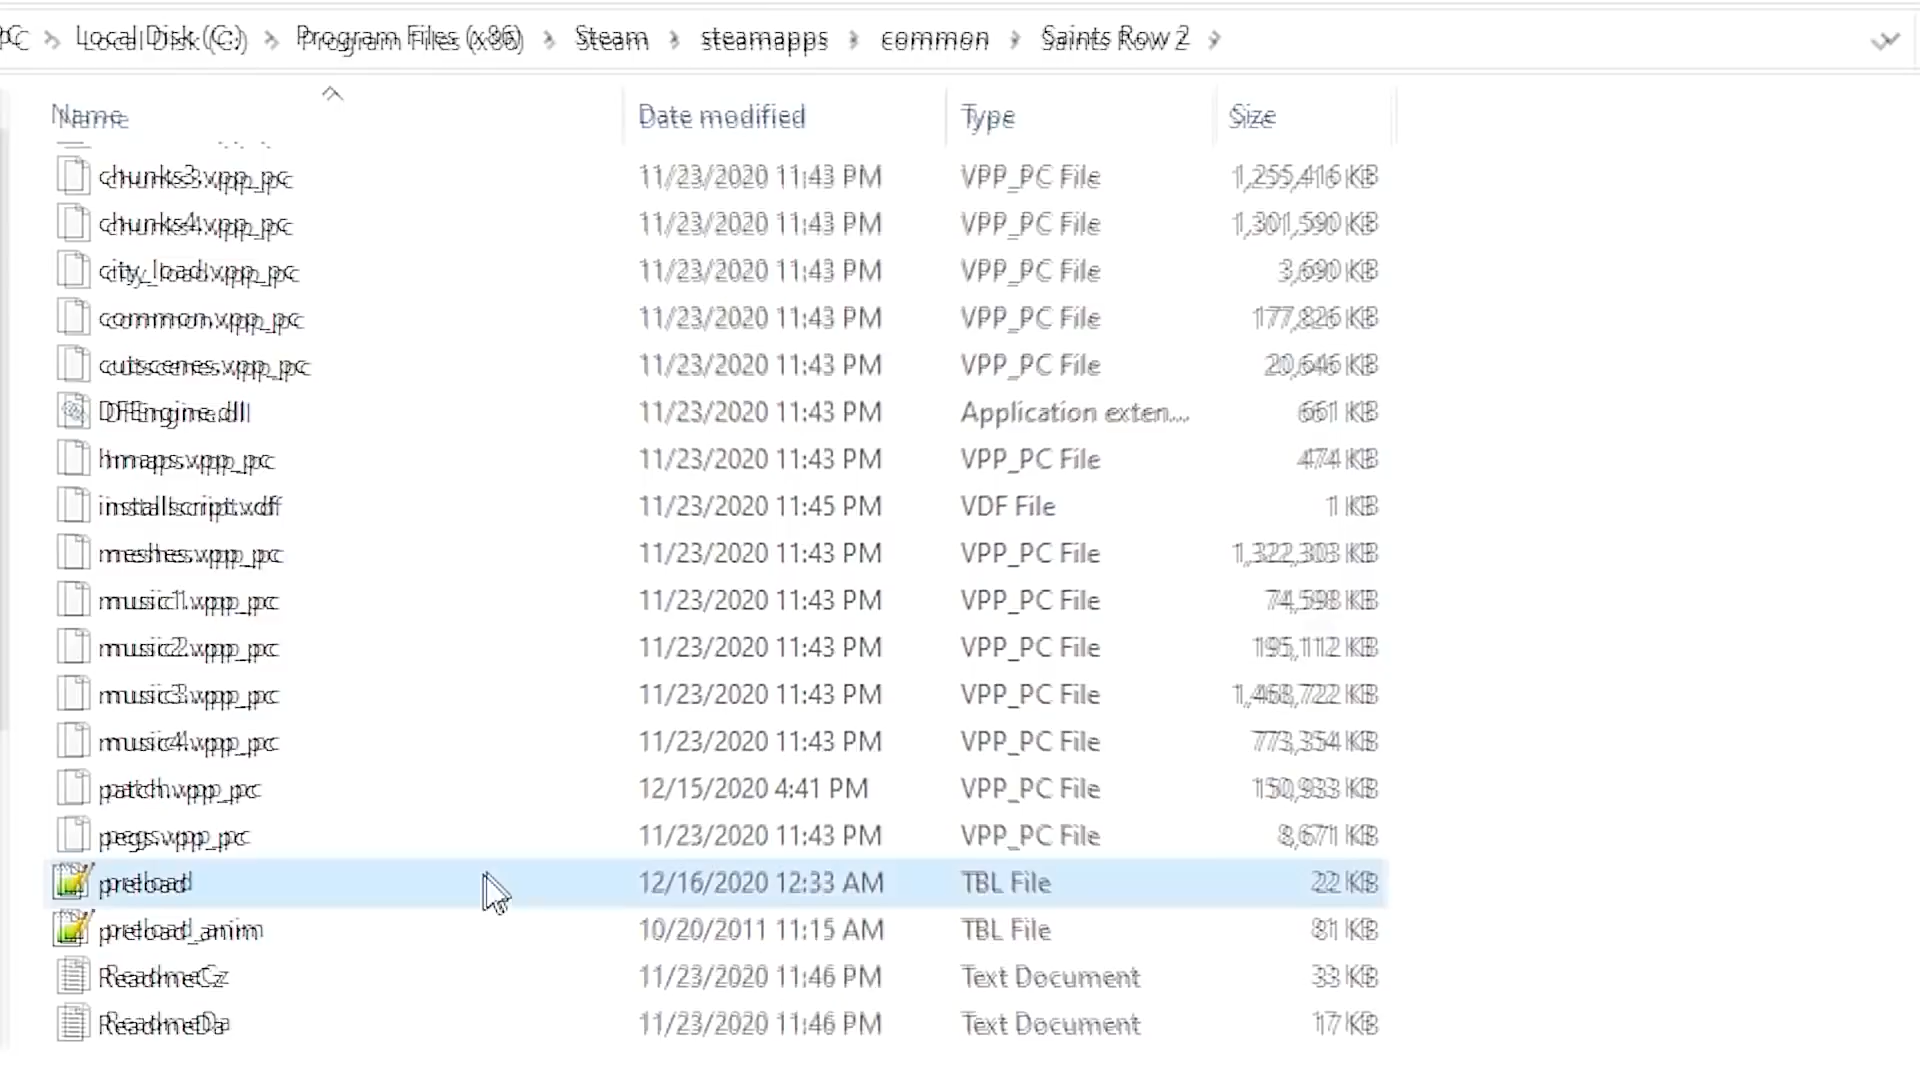 PC > Local Disk (C:) > Program Files (x86) > Steam > steamapps > common > Saints Row 2 >
Name Date modified Type Size
chunks3.vpp_pc 11/23/2020 11:43 PM VPP_PC File 1,255,416 KB
chunks4.vpp_pc 11/23/2020 11:43 PM VPP_PC File 1,301,590 KB
city_load.vpp_pc 11/23/2020 11:43 PM VPP_PC File 3,690 KB
common.vpp_pc 11/23/2020 11:43 PM VPP_PC File 177,826 KB
cutscenes.vpp_pc 11/23/2020 11:43 PM VPP_PC File 20,646 KB
DFEngine.dll 11/23/2020 11:43 PM Application exten... 661 KB
hmaps.vpp_pc 11/23/2020 11:43 PM VPP_PC File 474 KB
installscript.vdf 11/23/2020 11:45 PM VDF File 1 KB
meshes.vpp_pc 11/23/2020 11:43 PM VPP_PC File 1,322,303 KB
music1.vpp_pc 11/23/2020 11:43 PM VPP_PC File 74,598 KB
music2.vpp_pc 11/23/2020 11:43 PM VPP_PC File 195,112 KB
music3.vpp_pc 11/23/2020 11:43 PM VPP_PC File 1,468,722 KB
music4.vpp_pc 11/23/2020 11:43 PM VPP_PC File 773,354 KB
patch.vpp_pc 12/15/2020 4:41 PM VPP_PC File 150,933 KB
pegs.vpp_pc 11/23/2020 11:43 PM VPP_PC File 8,671 KB
preload 12/16/2020 12:33 AM TBL File 22 KB
preload_anim 10/20/2011 11:15 AM TBL File 81 KB
ReadmeCz 11/23/2020 11:46 PM Text Document 33 KB
ReadmeDa 11/23/2020 11:46 PM Text Document 17 KB